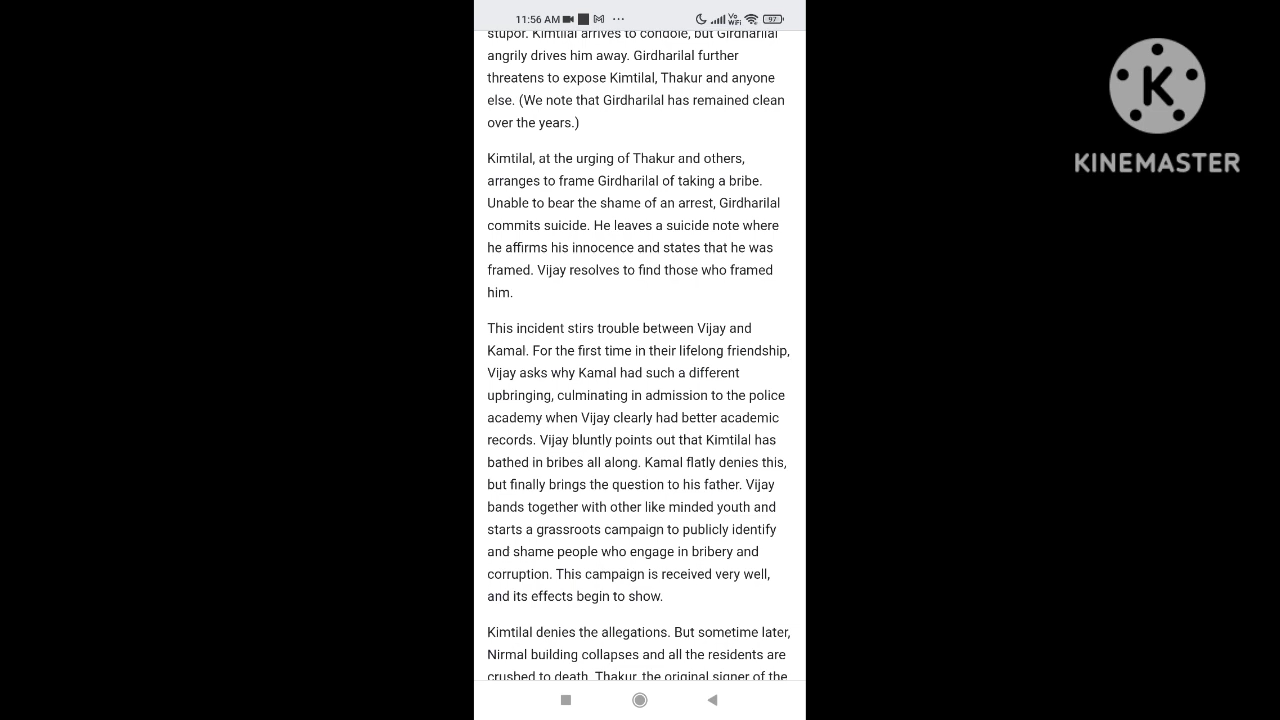 11:56 AM
Vo
WiFi
97
stupor. Kimtilal arrives to condole, but Girdharilal
angrily drives him away. Girdharilal further
threatens to expose Kimtilal, Thakur and anyone
else. (We note that Girdharilal has remained clean
over the years.)
Kimtilal, at the urging of Thakur and others,
arranges to frame Girdharilal of taking a bribe.
Unable to bear the shame of an arrest, Girdharilal
commits suicide. He leaves a suicide note where
he affirms his innocence and states that he was
framed. Vijay resolves to find those who framed
him.
This incident stirs trouble between Vijay and
Kamal. For the first time in their lifelong friendship,
Vijay asks why Kamal had such a different
upbringing, culminating in admission to the police
academy when Vijay clearly had better academic
records. Vijay bluntly points out that Kimtilal has
bathed in bribes all along. Kamal flatly denies this,
but finally brings the question to his father. Vijay
bands together with other like minded youth and
starts a grassroots campaign to publicly identify
and shame people who engage in bribery and
corruption. This campaign is received very well,
and its effects begin to show.
Kimtilal denies the allegations. But sometime later,
Nirmal building collapses and all the residents are
crushed to death. Thakur, the original signer of the
K
KINEMASTER